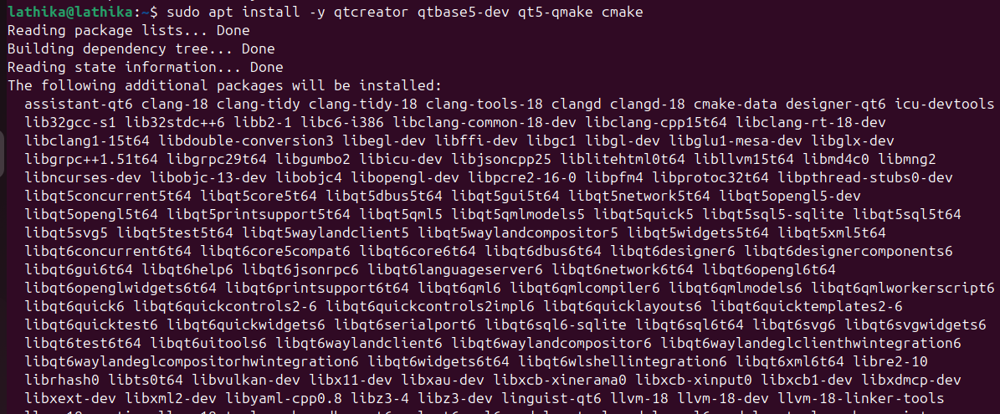 lathika@lathika:~$ sudo apt install -y qtcreator qtbase5-dev qt5-qmake cmake
Reading package lists... Done
Building dependency tree... Done
Reading state information... Done
The following additional packages will be installed:
  assistant-qt6 clang-18 clang-tidy clang-tidy-18 clang-tools-18 clangd clangd-18 cmake-data designer-qt6 icu-devtools
  lib32gcc-s1 lib32stdc++6 libb2-1 libc6-i386 libclang-common-18-dev libclang-cpp15t64 libclang-rt-18-dev
  libclang1-15t64 libdouble-conversion3 libegl-dev libffi-dev libgc1 libgl-dev libglu1-mesa-dev libglx-dev
  libgrpc++1.51t64 libgrpc29t64 libgumbo2 libicu-dev libjsoncpp25 liblitehtml0t64 libllvm15t64 libmd4c0 libmng2
  libncurses-dev libobjc-13-dev libobjc4 libopengl-dev libpcre2-16-0 libpfm4 libprotoc32t64 libpthread-stubs0-dev
  libqt5concurrent5t64 libqt5core5t64 libqt5dbus5t64 libqt5gui5t64 libqt5network5t64 libqt5opengl5-dev
  libqt5opengl5t64 libqt5printsupport5t64 libqt5qml5 libqt5qmlmodels5 libqt5quick5 libqt5sql5-sqlite libqt5sql5t64
  libqt5svg5 libqt5test5t64 libqt5waylandclient5 libqt5waylandcompositor5 libqt5widgets5t64 libqt5xml5t64
  libqt6concurrent6t64 libqt6core5compat6 libqt6core6t64 libqt6dbus6t64 libqt6designer6 libqt6designercomponents6
  libqt6gui6t64 libqt6help6 libqt6jsonrpc6 libqt6languageserver6 libqt6network6t64 libqt6opengl6t64
  libqt6openglwidgets6t64 libqt6printsupport6t64 libqt6qml6 libqt6qmlcompiler6 libqt6qmlmodels6 libqt6qmlworkerscript6
  libqt6quick6 libqt6quickcontrols2-6 libqt6quickcontrols2impl6 libqt6quicklayouts6 libqt6quicktemplates2-6
  libqt6quicktest6 libqt6quickwidgets6 libqt6serialport6 libqt6sql6-sqlite libqt6sql6t64 libqt6svg6 libqt6svgwidgets6
  libqt6test6t64 libqt6uitools6 libqt6waylandclient6 libqt6waylandcompositor6 libqt6waylandeglclienthwintegration6
  libqt6waylandeglcompositorhwintegration6 libqt6widgets6t64 libqt6wlshellintegration6 libqt6xml6t64 libre2-10
  librhash0 libts0t64 libvulkan-dev libx11-dev libxau-dev libxcb-xinerama0 libxcb-xinput0 libxcb1-dev libxdmcp-dev
  libxext-dev libxml2-dev libyaml-cpp0.8 libz3-4 libz3-dev linguist-qt6 llvm-18 llvm-18-dev llvm-18-linker-tools